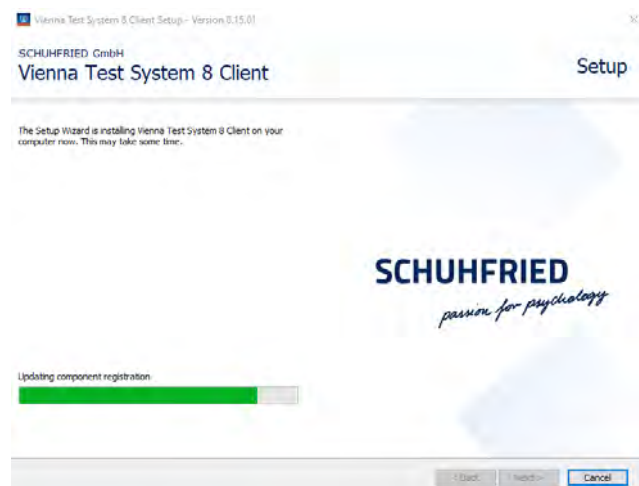 Vienna Test System 8 Client Setup - Version 8.15.01
SCHUHFRIED GmbH
Vienna Test System 8 Client
Setup
The Setup Wizard is installing Vienna Test System 8 Client on your
computer now. This may take some time.
SCHUHFRIED
passion for psychology
Updating component registration
< Back
Next >
Cancel